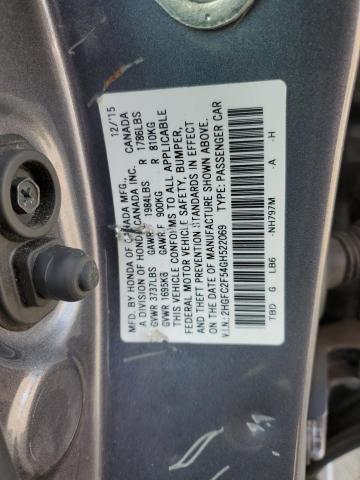 MFD. BY HONDA OF CANADA MFG., 12/15
A DIVISION OF HONDA CANADA INC. CANADA
GVWR 3737LBS GAWR F 1984LBS R 1786LBS
GVWR 1695KG GAWR F 900KG R 810KG
THIS VEHICLE CONFORMS TO ALL APPLICABLE
FEDERAL MOTOR VEHICLE SAFETY, BUMPER,
AND THEFT PREVENTION STANDARDS IN EFFECT
ON THE DATE OF MANUFACTURE SHOWN ABOVE.
V.I.N.: 2HGFC2F54GH522069 TYPE: PASSENGER CAR
TBD G LB6 -NH797M -A -H